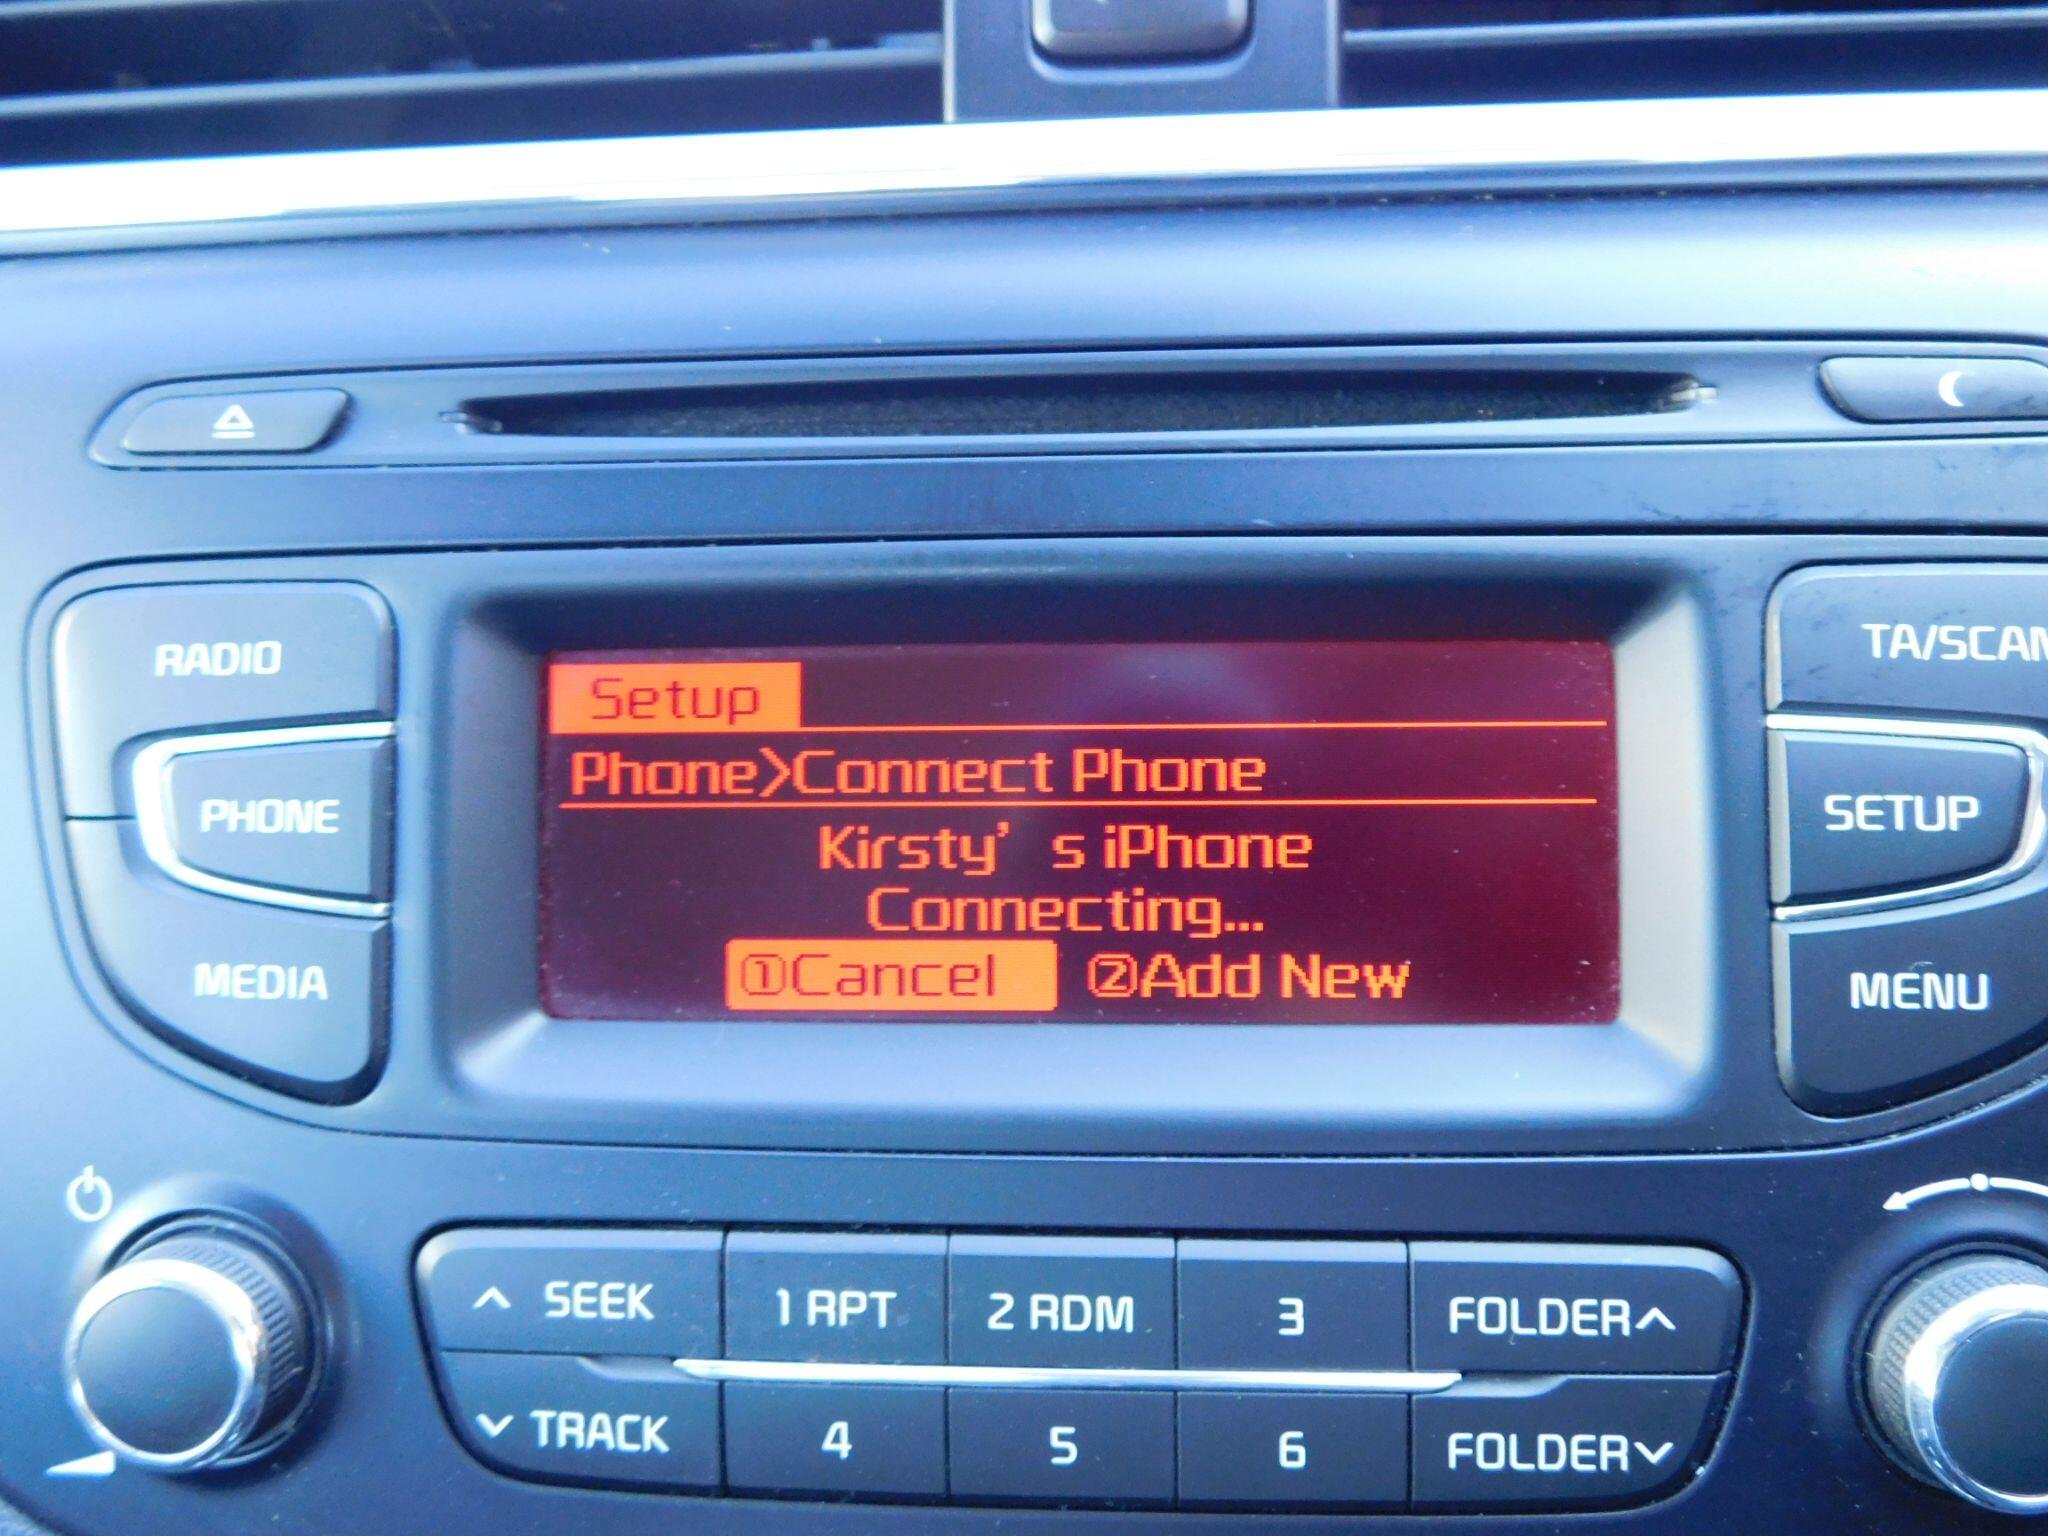 RADIO
PHONE
MEDIA
Setup
Phone>Connect Phone
Kirsty's iPhone
Connecting...
①Cancel ②Add New
TA/SCAN
SETUP
MENU
SEEK
1 RPT
2 RDM
3
FOLDER
TRACK
4
5
6
FOLDER